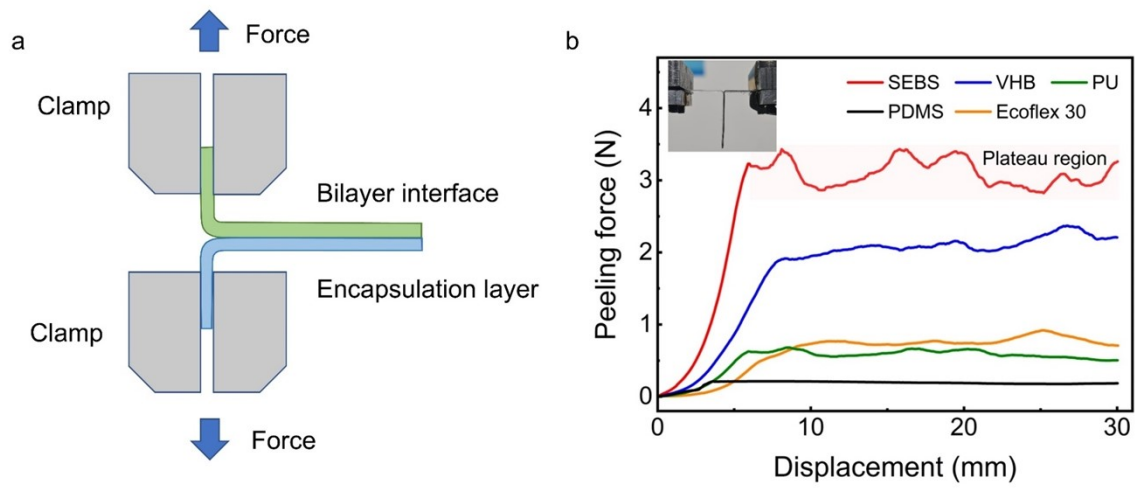 a
Force
Clamp
Bilayer interface
Encapsulation layer
Clamp
Force
b
SEBS VHB PU
PDMS Ecoflex 30
Plateau region
Peeling force (N)
4
3
2
1
0
0 10 20 30
Displacement (mm)